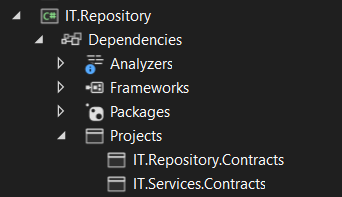 C# IT.Repository
Dependencies
Analyzers
Frameworks
Packages
Projects
IT.Repository.Contracts
IT.Services.Contracts